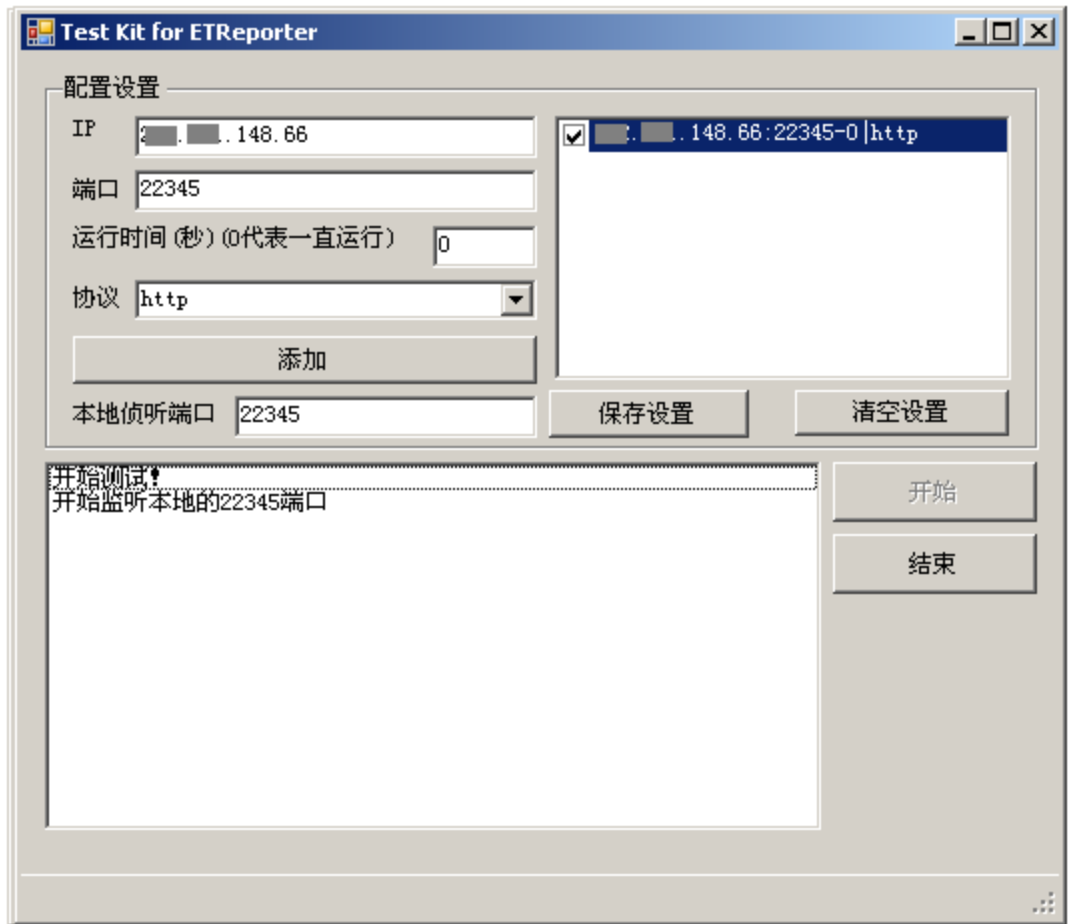 Test Kit for ETReporter
配置设置
IP
.148.66
端口
22345
运行时间(秒)(0代表一直运行)
0
协议
http
添加
本地侦听端口
22345
.148.66:22345-0|http
保存设置
清空设置
开始测试!
开始监听本地的22345端口
开始
结束